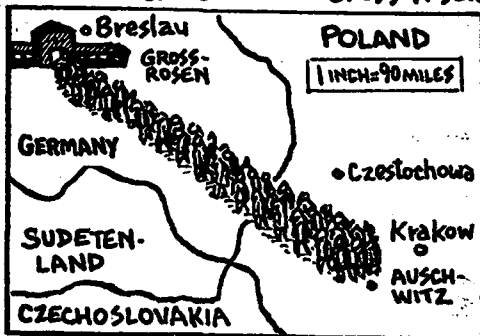 Breslau
GROSS-
ROSEN
POLAND
1 INCH=90 MILES
GERMANY
Czestochowa
Krakow
SUDETEN-
LAND
AUSCH-
WITZ
CZECHOSLOVAKIA